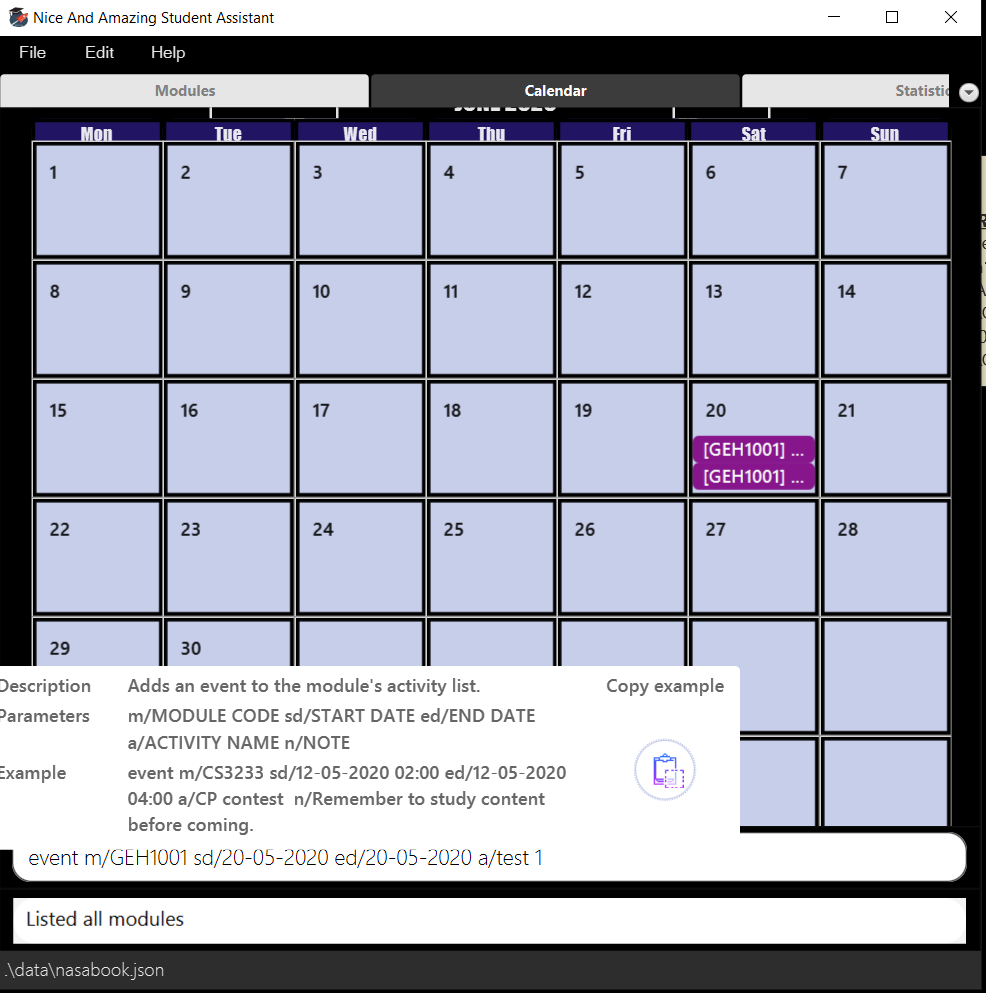 Nice And Amazing Student Assistant
File Edit Help
Modules Calendar Statistic
JUNE 2020
Mon Tue Wed Thu Fri Sat Sun
1 2 3 4 5 6 7
8 9 10 11 12 13 14
15 16 17 18 19 20 21
[GEH1001] ...
[GEH1001] ...
22 23 24 25 26 27 28
29 30
Description Adds an event to the module's activity list. Copy example
Parameters m/MODULE CODE sd/START DATE ed/END DATE
a/ACTIVITY NAME n/NOTE
Example event m/CS3233 sd/12-05-2020 02:00 ed/12-05-2020
04:00 a/CP contest n/Remember to study content
before coming.
event m/GEH1001 sd/20-05-2020 ed/20-05-2020 a/test 1
Listed all modules
.\data\nasabook.json